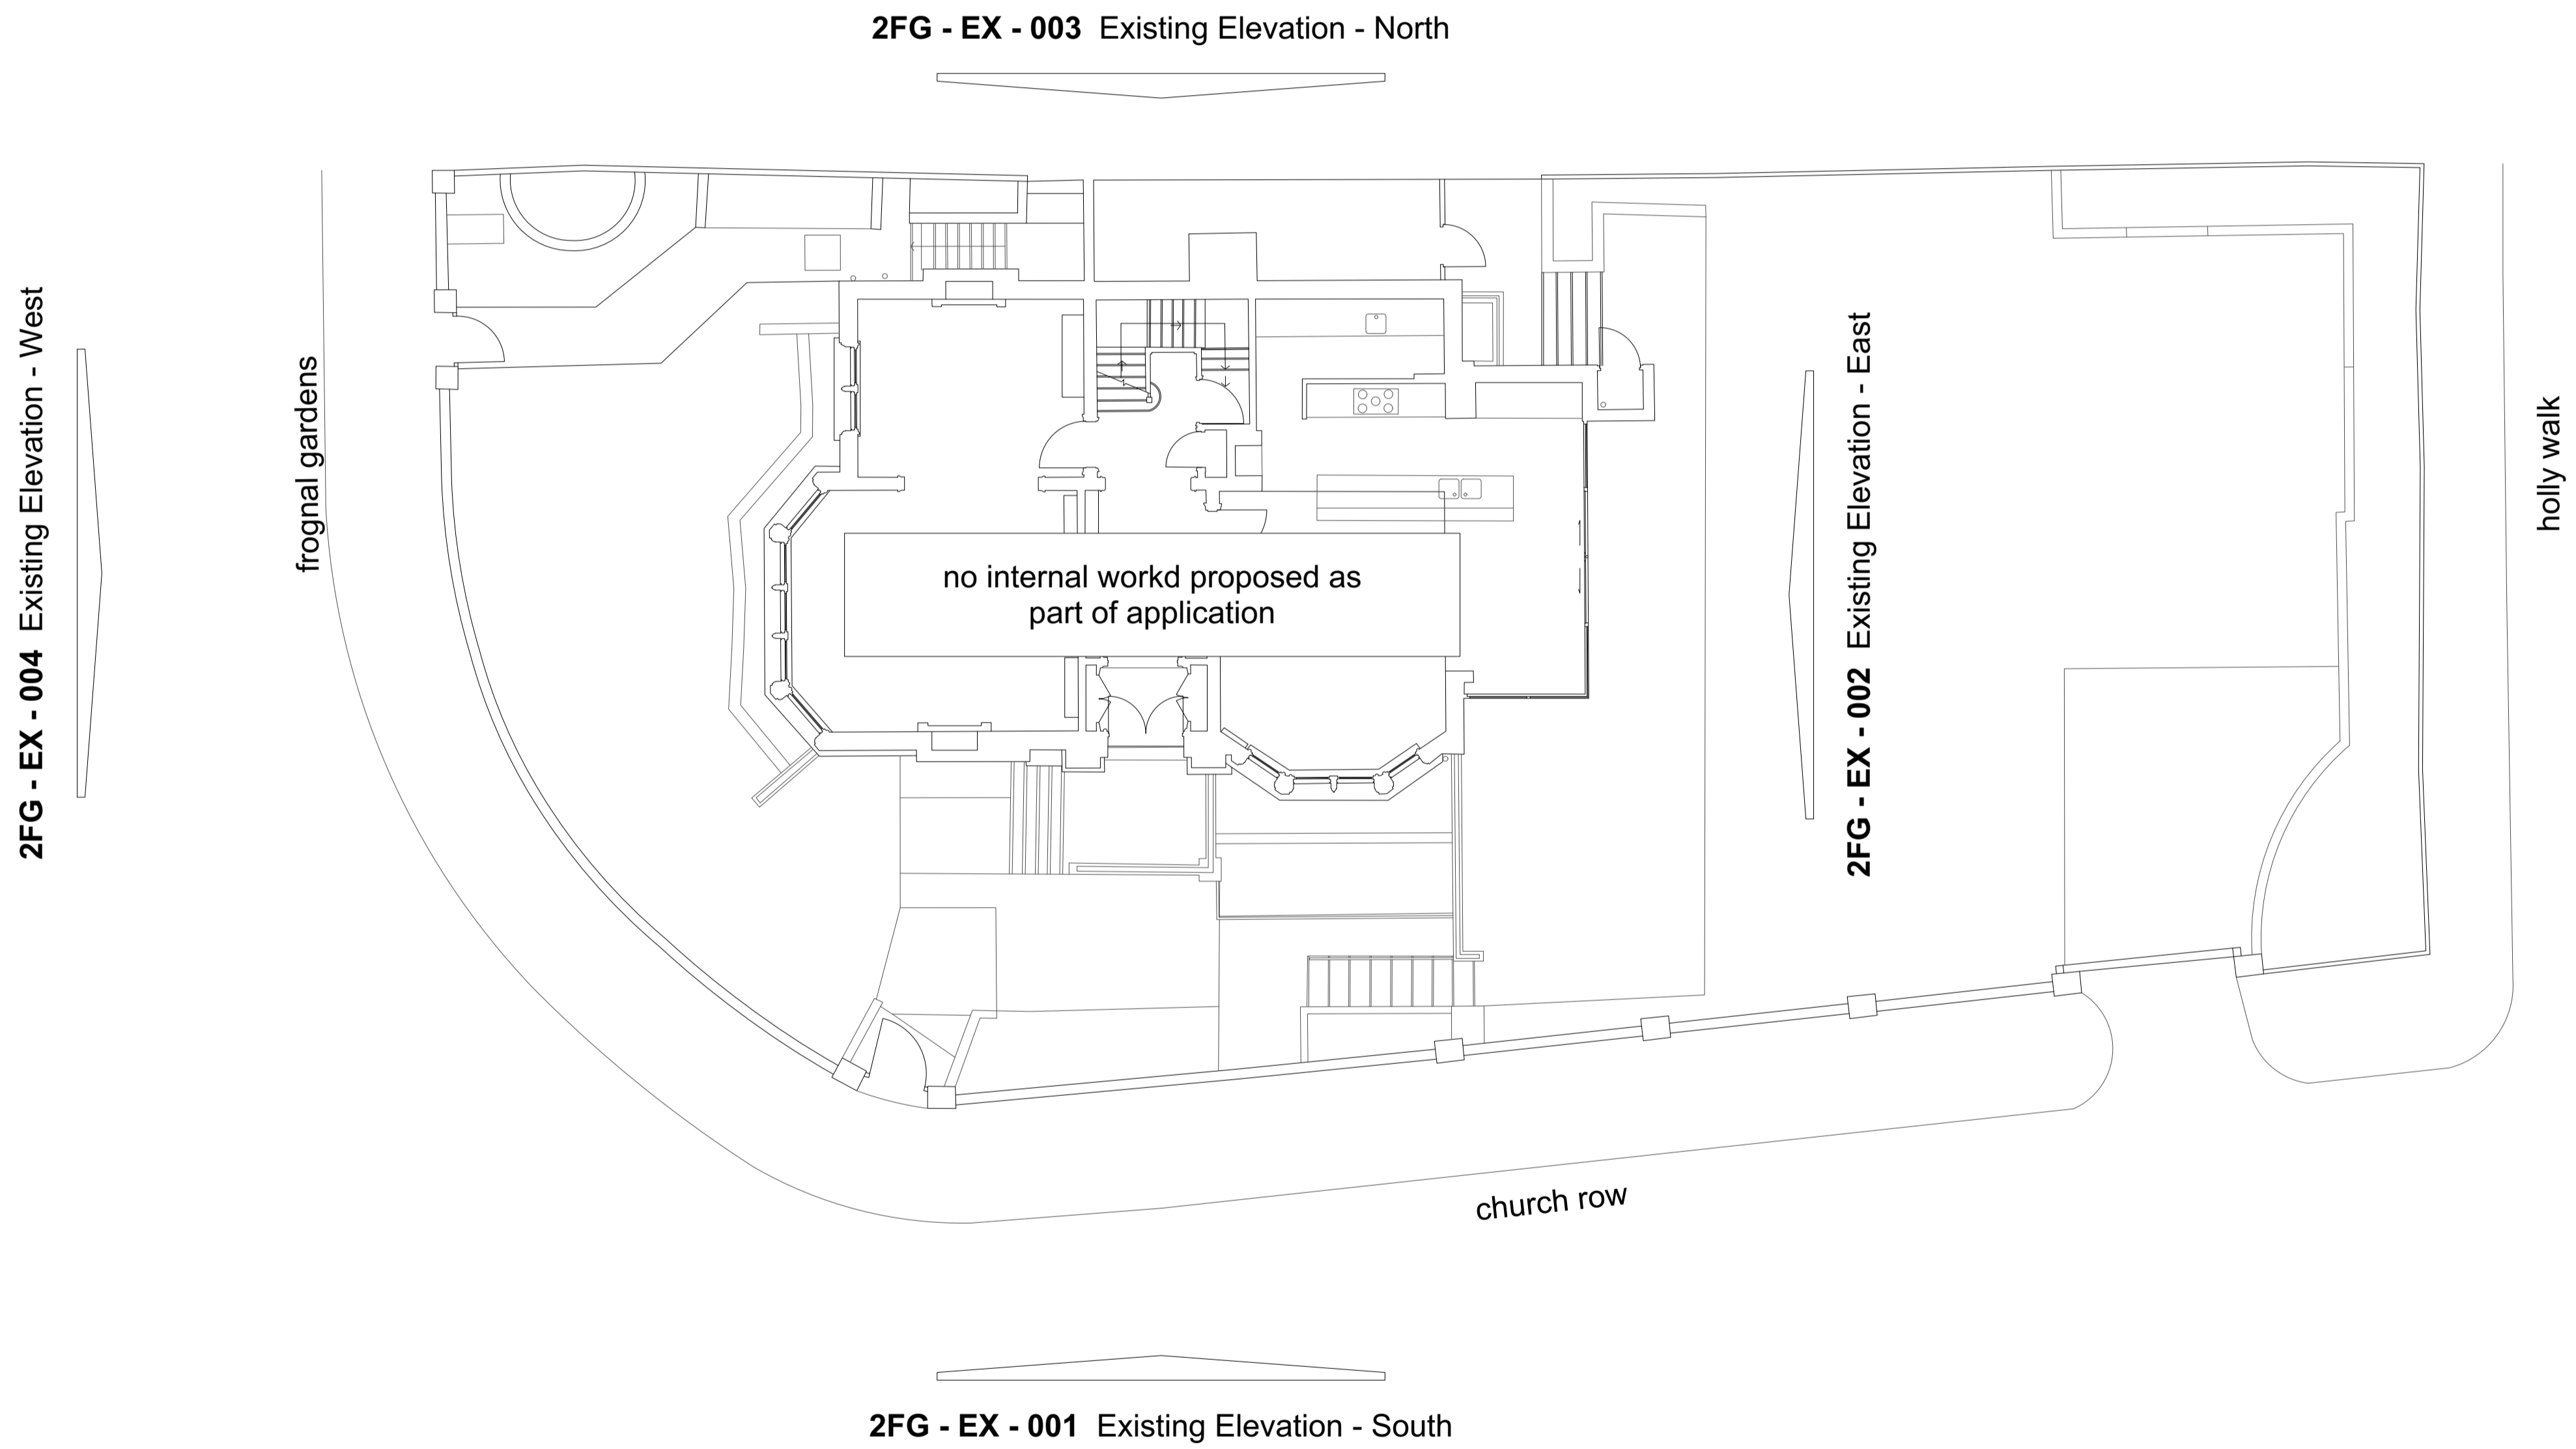 2FG - EX - 003 Existing Elevation - North
2FG - EX - 004 Existing Elevation - West
frognal gardens
no internal workd proposed as
part of application
2FG - EX - 002 Existing Elevation - East
holly walk
church row
2FG - EX - 001 Existing Elevation - South